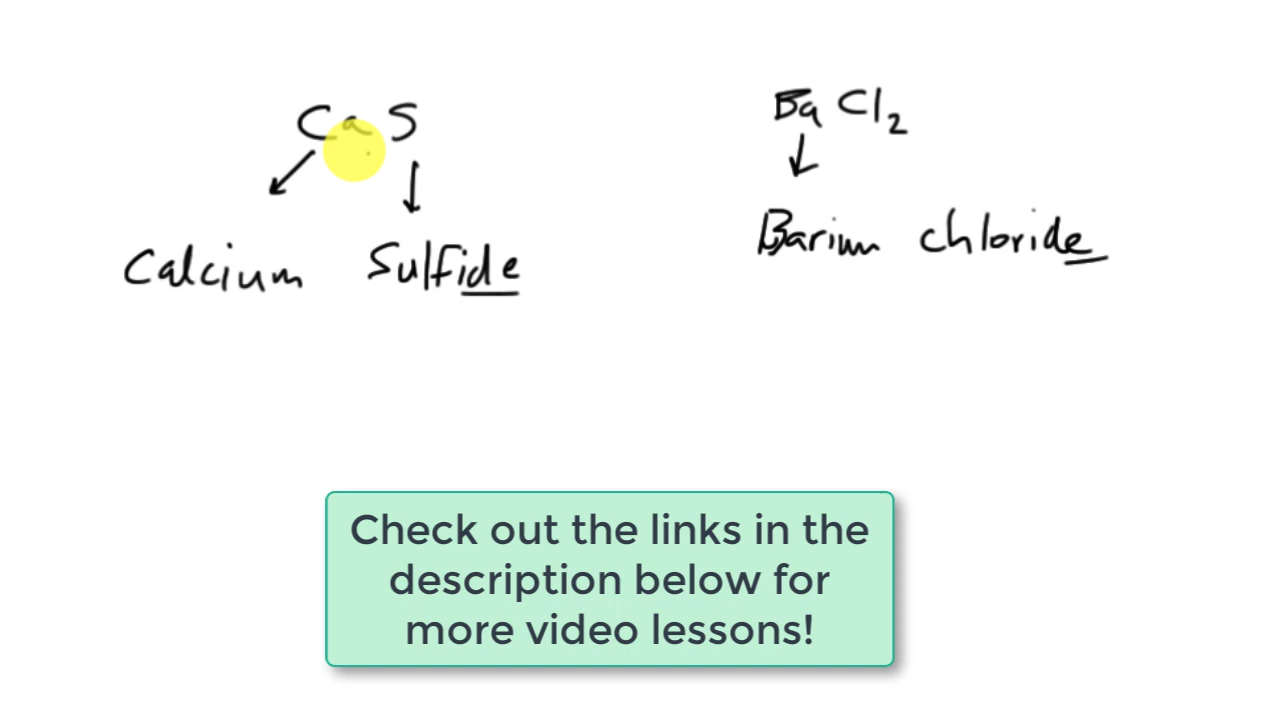 CaS
BaCl₂
Calcium Sulfide
Barium chloride
Check out the links in the
description below for
more video lessons!